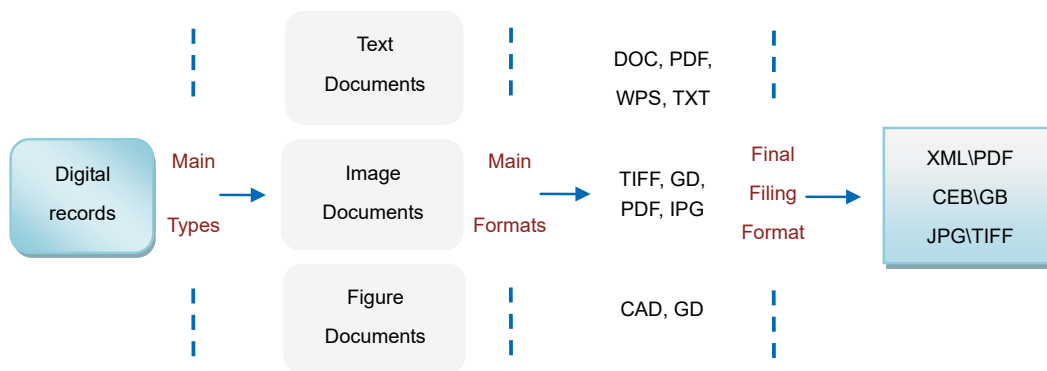 Digital
records
Main
Types
Text
Documents
Image
Documents
Figure
Documents
Main
Formats
DOC, PDF,
WPS, TXT
TIFF, GD,
PDF, IPG
CAD, GD
Final
Filing
Format
XML\PDF
CEB\GB
JPG\TIFF